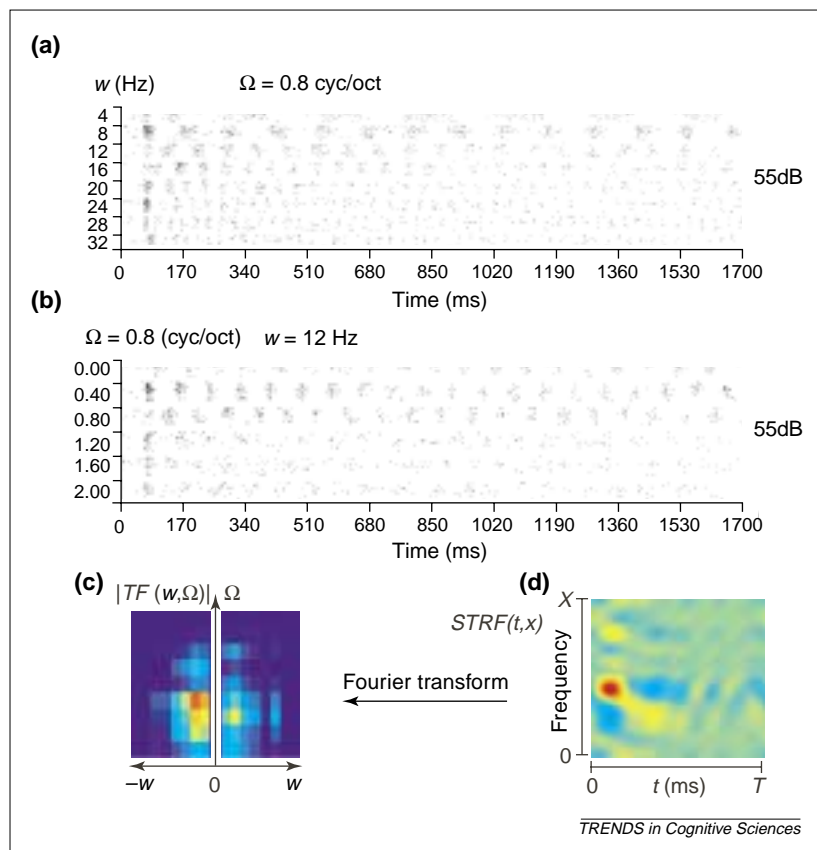 (a)
w (Hz) Ω = 0.8 cyc/oct
4
8
12
16
20
24
28
32
55dB
0 170 340 510 680 850 1020 1190 1360 1530 1700
Time (ms)
(b)
Ω = 0.8 (cyc/oct) w = 12 Hz
0.00
0.40
0.80
1.20
1.60
2.00
55dB
0 170 340 510 680 850 1020 1190 1360 1530 1700
Time (ms)
(c)
|TF (w,Ω)| Ω
–w 0 w
Fourier transform
(d)
STRF(t,x)
X
Frequency
0
0 t (ms) T
TRENDS in Cognitive Sciences